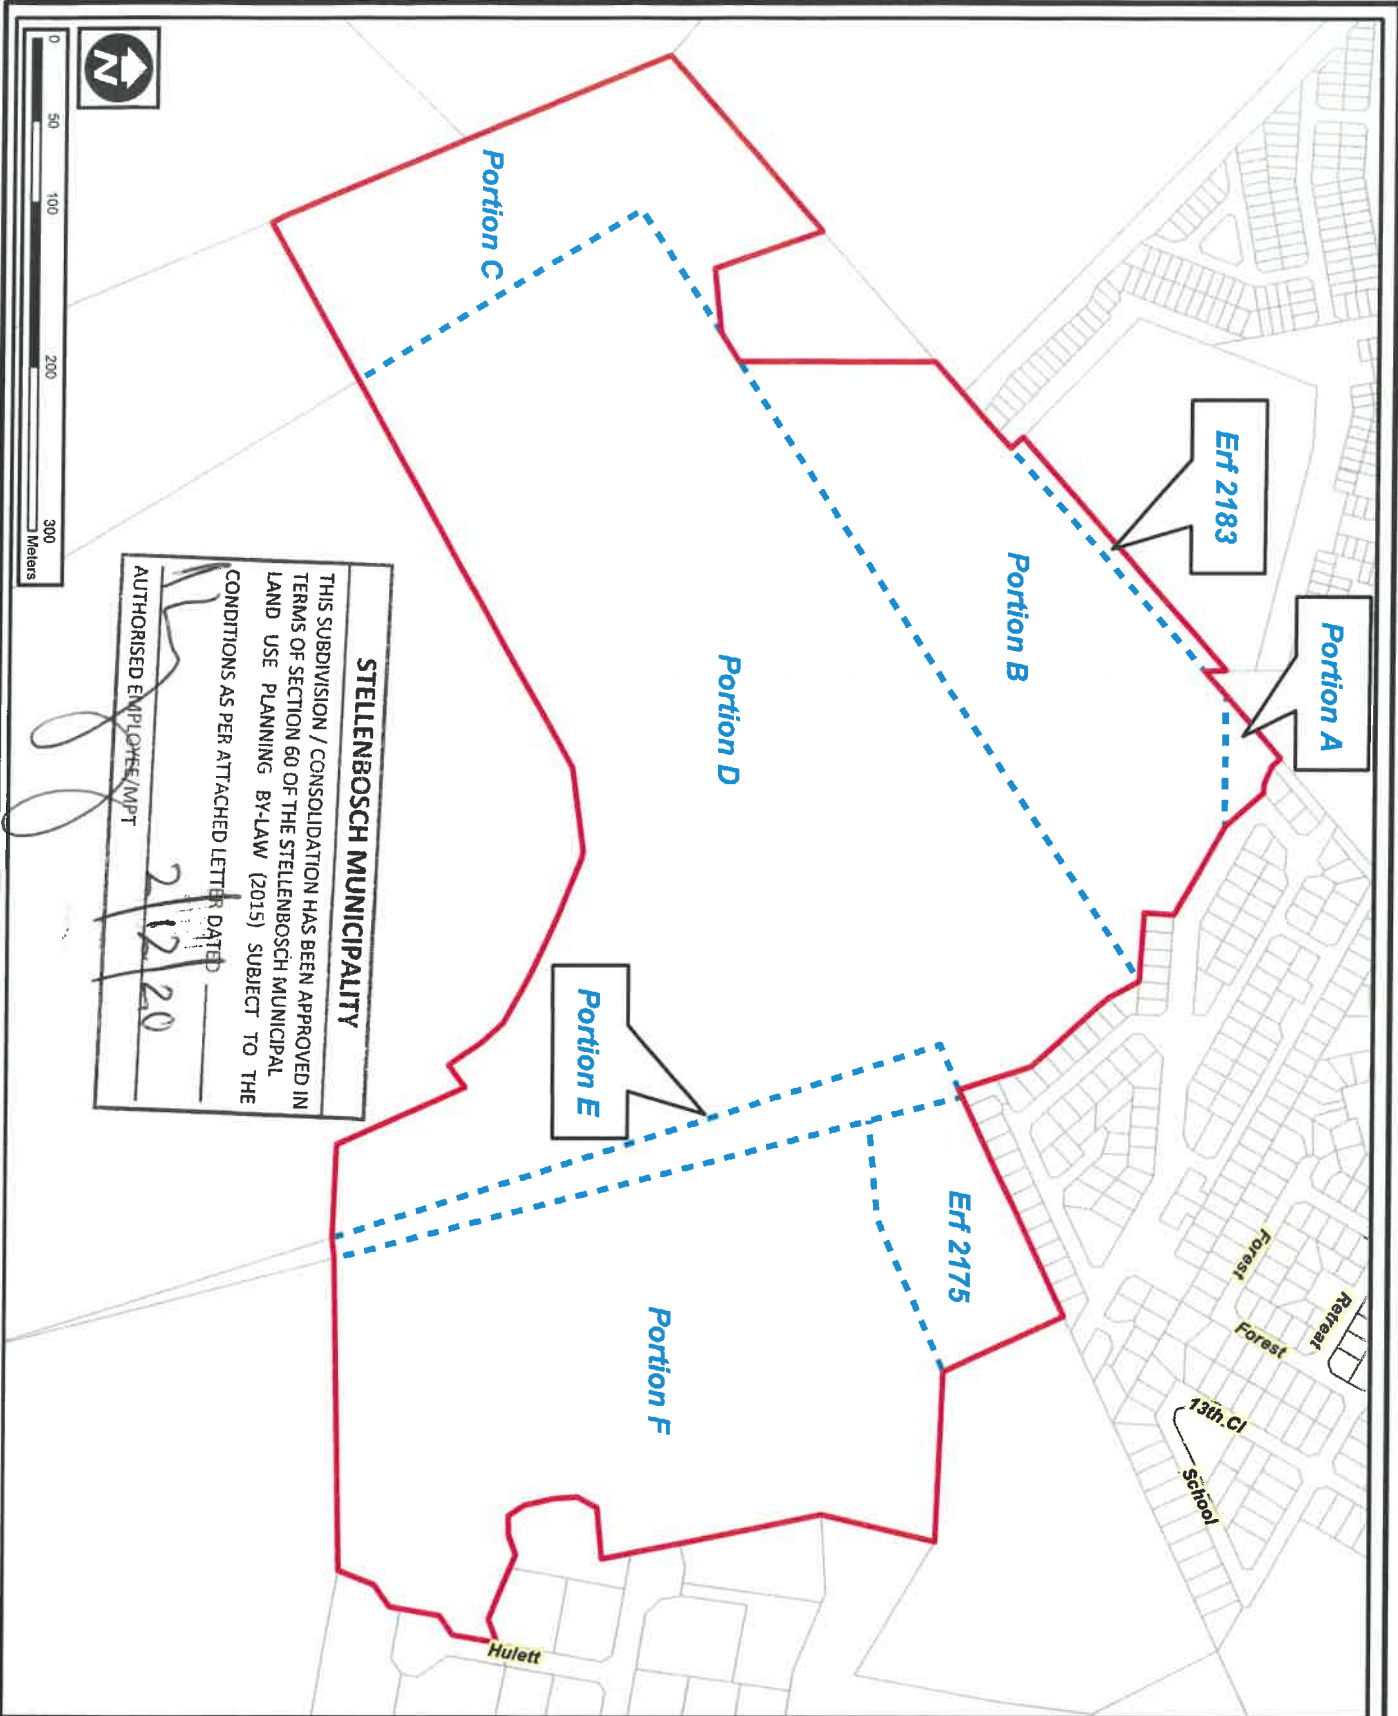 Retreat
Forest
Forest
13th Cl
School
Portion A
Erf 2183
Portion B
Erf 2175
Portion D
Portion F
Portion E
Portion C
Hulett
STELLENBOSCH MUNICIPALITY
THIS SUBDIVISION / CONSOLIDATION HAS BEEN APPROVED IN
TERMS OF SECTION 60 OF THE STELLENBOSCH MUNICIPAL
LAND USE PLANNING BY-LAW (2015) SUBJECT TO THE
CONDITIONS AS PER ATTACHED LETTER DATED
AUTHORISED EMPLOYEE/MPT
N
0 50 100 200 300
Meters